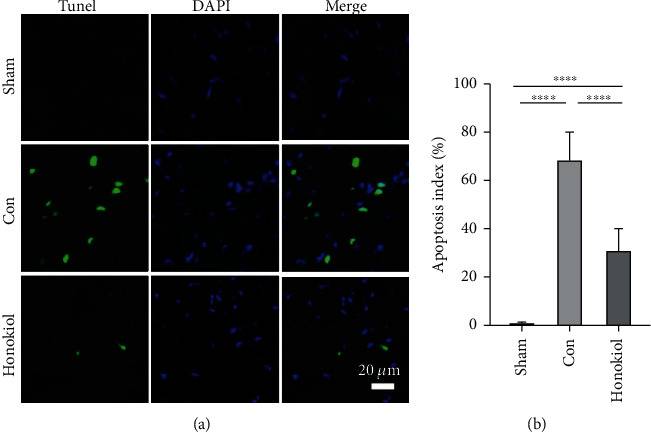 Tunel DAPI Merge
Sham
Con
Honokiol
20 μm
(a)
Apoptosis index (%)
100
80
60
40
20
0
****
**** ****
Sham
Con
Honokiol
(b)